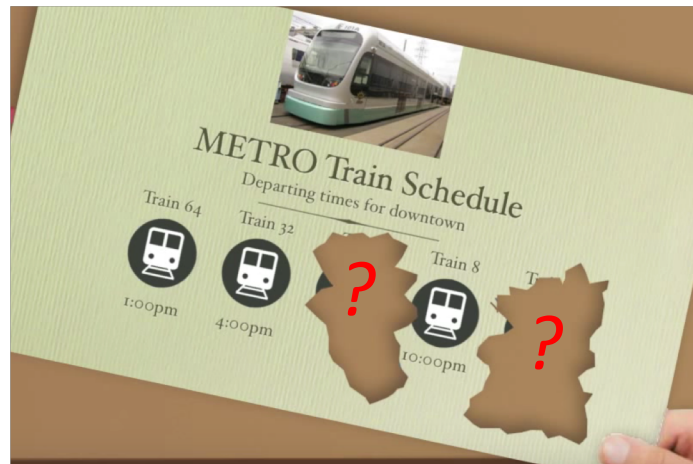 METRO Train Schedule
Departing times for downtown
Train 64
Train 32
Train 8
1:00pm
4:00pm
10:00pm
?
?